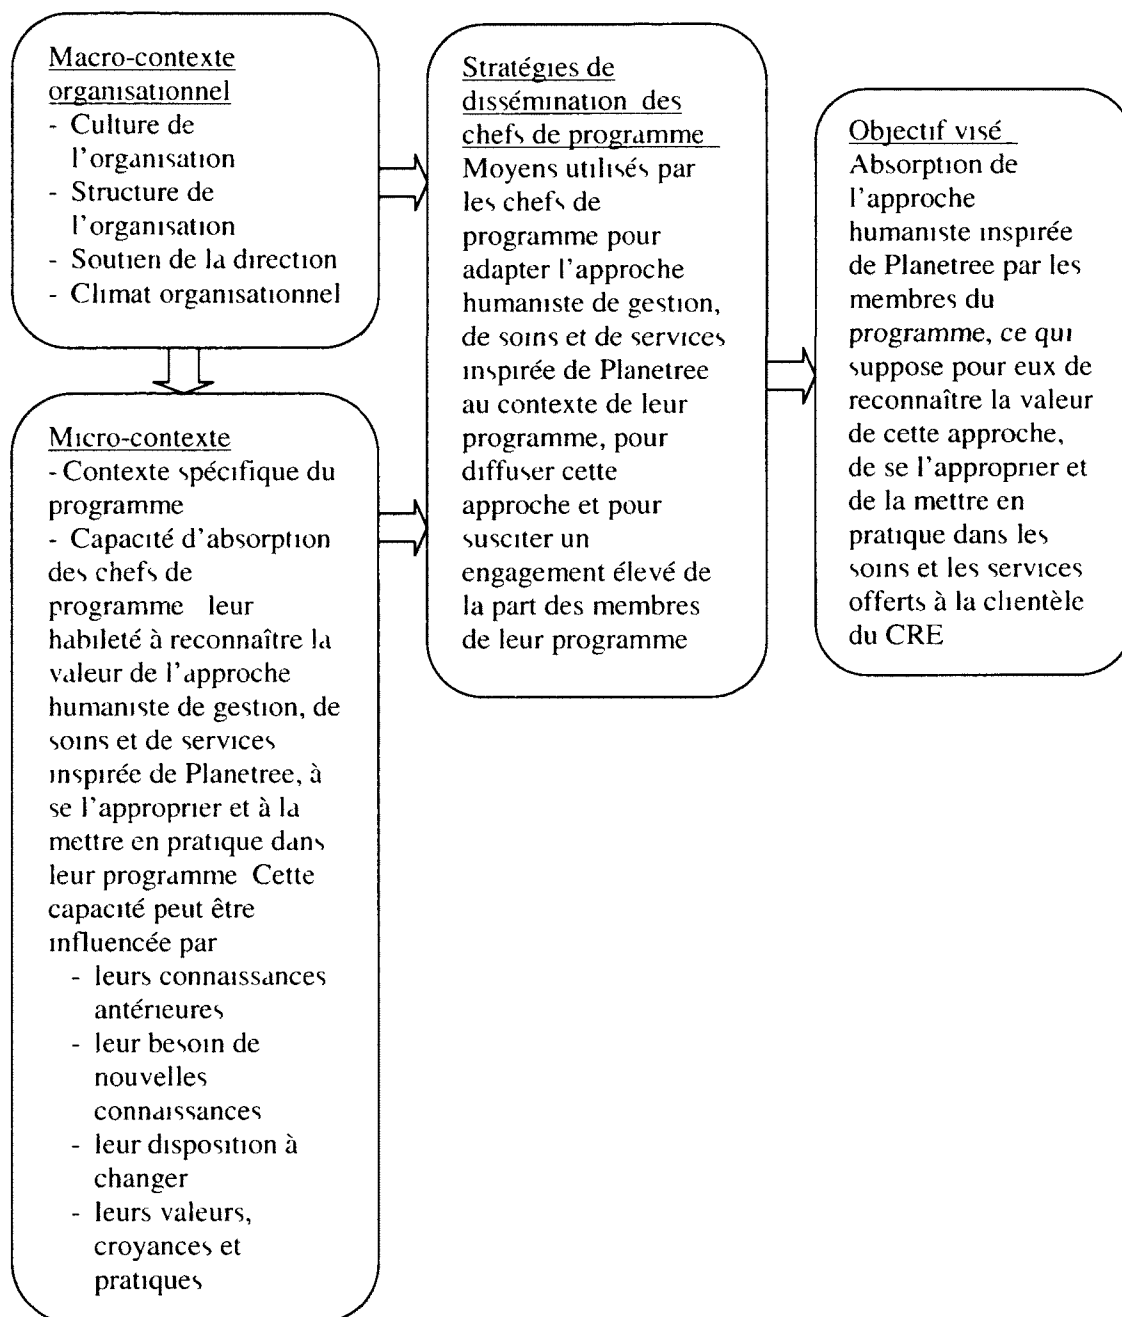 Macro-contexte
organisationnel
- Culture de
l'organisation
- Structure de
l'organisation
- Soutien de la direction
- Climat organisationnel
Micro-contexte
- Contexte spécifique du
programme
- Capacité d'absorption
des chefs de
programme leur
habileté à reconnaître la
valeur de l'approche
humaniste de gestion, de
soins et de services
inspirée de Planetree, à
se l'approprier et à la
mettre en pratique dans
leur programme Cette
capacité peut être
influencée par
- leurs connaissances
antérieures
- leur besoin de
nouvelles
connaissances
- leur disposition à
changer
- leurs valeurs,
croyances et
pratiques
Stratégies de
dissémination des
chefs de programme
Moyens utilisés par
les chefs de
programme pour
adapter l'approche
humaniste de gestion,
de soins et de services
inspirée de Planetree
au contexte de leur
programme, pour
diffuser cette
approche et pour
susciter un
engagement élevé de
la part des membres
de leur programme
Objectif visé
Absorption de
l'approche
humaniste inspirée
de Planetree par les
membres du
programme, ce qui
suppose pour eux de
reconnaître la valeur
de cette approche,
de se l'approprier et
de la mettre en
pratique dans les
soins et les services
offerts à la clientèle
du CRE